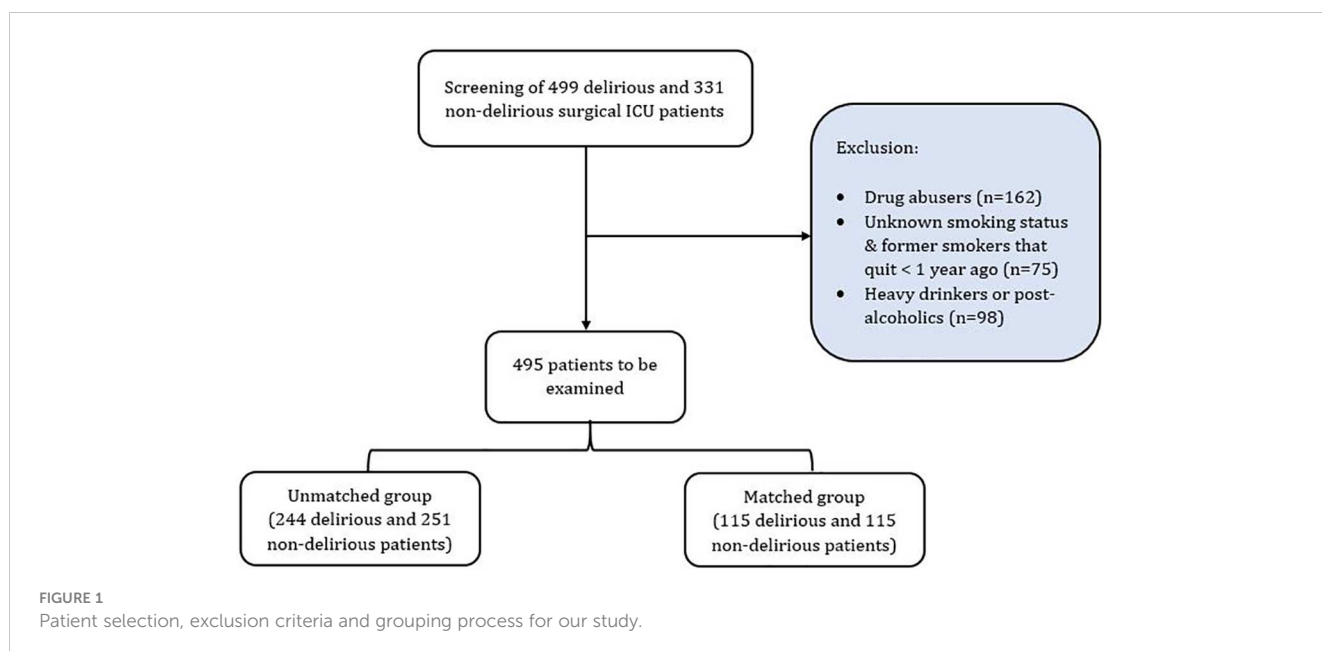 Screening of 499 delirious and 331
non-delirious surgical ICU patients
Exclusion:
• Drug abusers (n=162)
• Unknown smoking status
& former smokers that
quit < 1 year ago (n=75)
• Heavy drinkers or post-
alcoholics (n=98)
495 patients to be
examined
Unmatched group
(244 delirious and 251
non-delirious patients)
Matched group
(115 delirious and 115
non-delirious patients)
FIGURE 1
Patient selection, exclusion criteria and grouping process for our study.